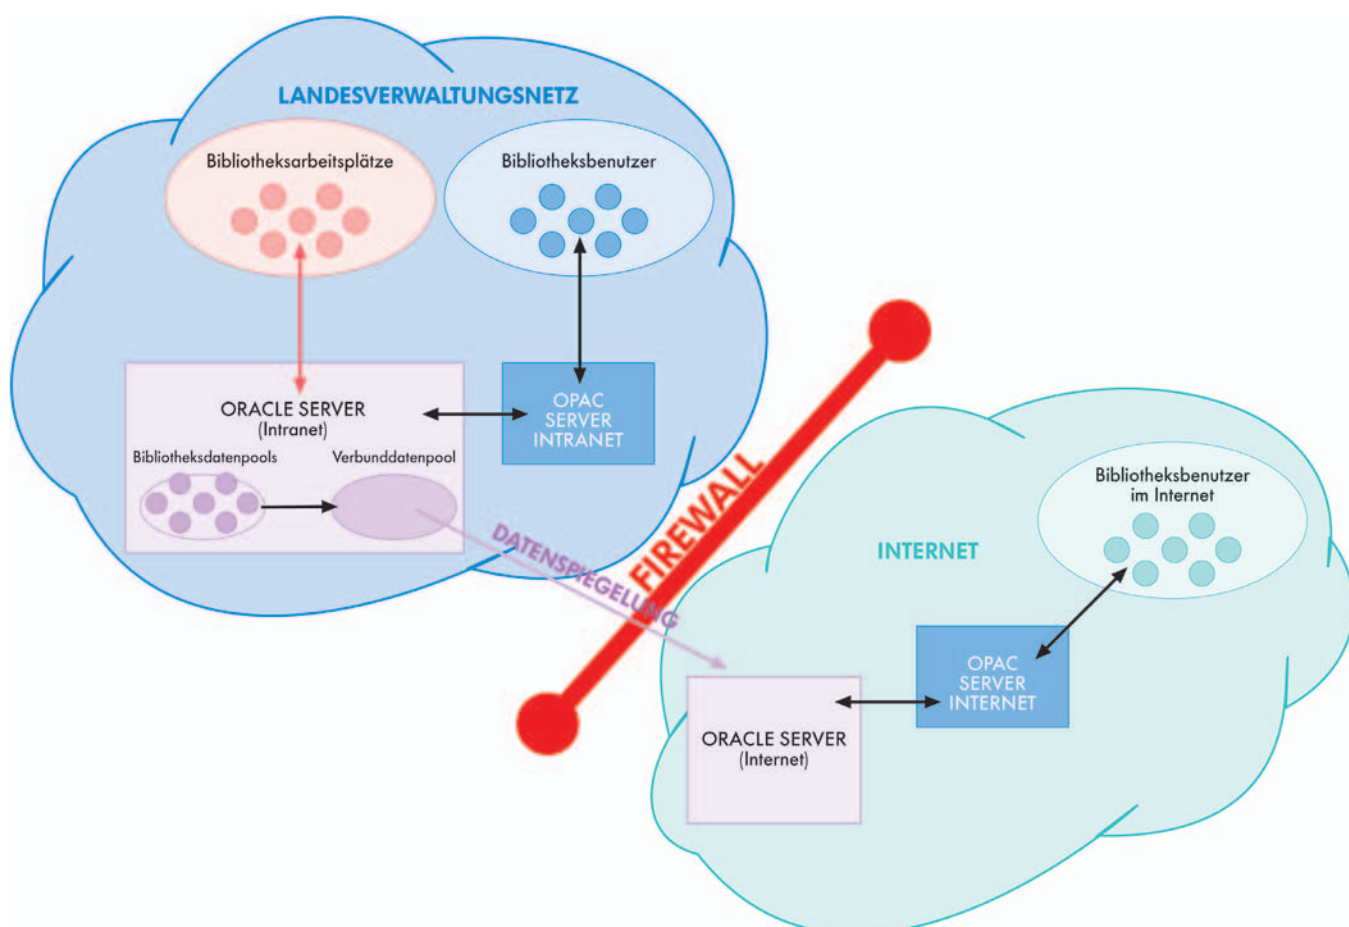 LANDESVERWALTUNGSNETZ
Bibliotheksarbeitsplätze
Bibliotheksbenutzer
ORACLE SERVER
(Intranet)
Bibliotheksdatenpools
Verbunddatenpool
OPAC
SERVER
INTRANET
DATENSPIEGELUNG
FIREWALL
INTERNET
Bibliotheksbenutzer
im Internet
OPAC
SERVER
INTERNET
ORACLE SERVER
(Internet)